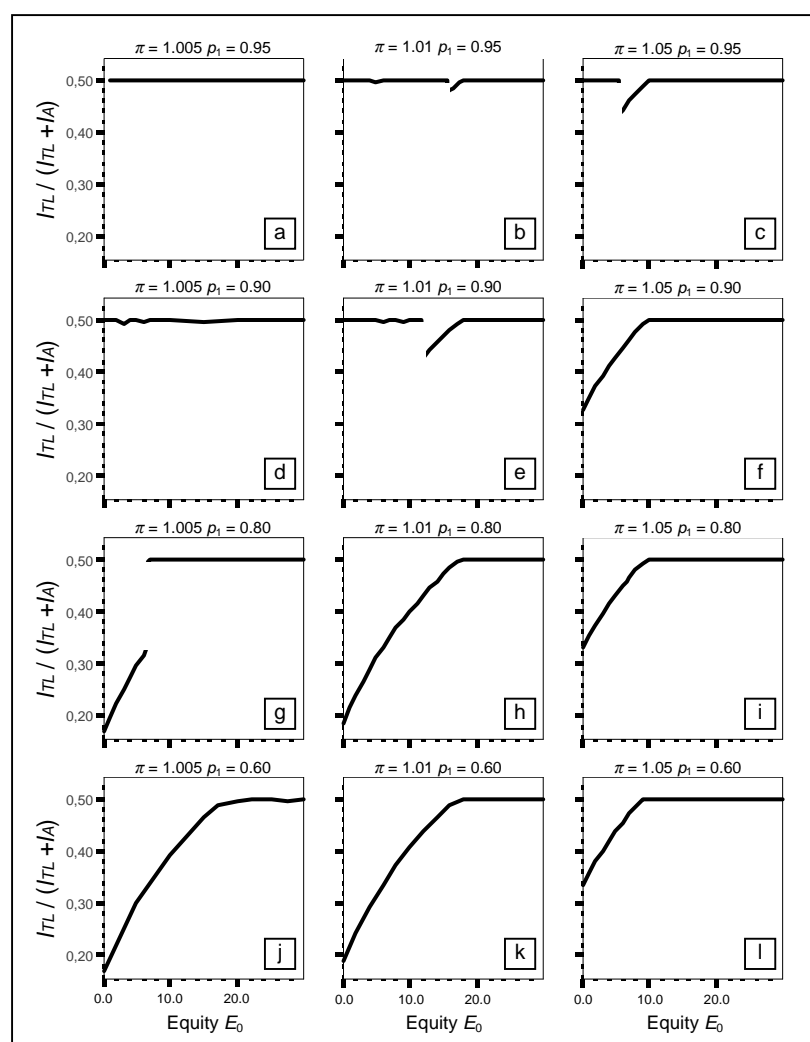 π = 1.005 p1 = 0.95 π = 1.01 p1 = 0.95 π = 1.05 p1 = 0.95
0,50
0,40
0,30
0,20
ITL / (ITL +IA)
a b c
π = 1.005 p1 = 0.90 π = 1.01 p1 = 0.90 π = 1.05 p1 = 0.90
0,50
0,40
0,30
0,20
ITL / (ITL +IA)
d e f
π = 1.005 p1 = 0.80 π = 1.01 p1 = 0.80 π = 1.05 p1 = 0.80
0,50
0,40
0,30
0,20
ITL / (ITL +IA)
g h i
π = 1.005 p1 = 0.60 π = 1.01 p1 = 0.60 π = 1.05 p1 = 0.60
0,50
0,40
0,30
0,20
ITL / (ITL +IA)
j k l
0.0 10.0 20.0 0.0 10.0 20.0 0.0 10.0 20.0
Equity E0 Equity E0 Equity E0